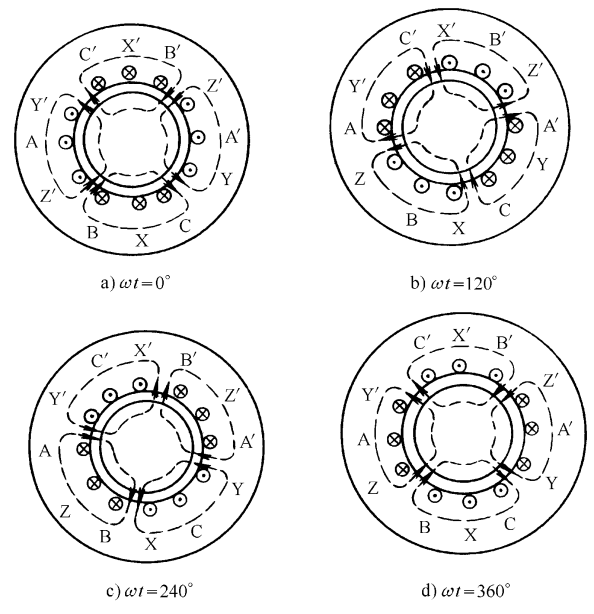 C′ X′ B′
Y′ Z′
A A′
Z′ Y
B X C
a) ωt=0°
C′ X′ B′
Y′ Z′
A A′
Z Y
B X C
b) ωt=120°
C′ X′ B′
Y′ Z′
A A′
Z Y
B X C
c) ωt=240°
C′ X′ B′
Y′ Z′
A A′
Z Y
B X C
d) ωt=360°